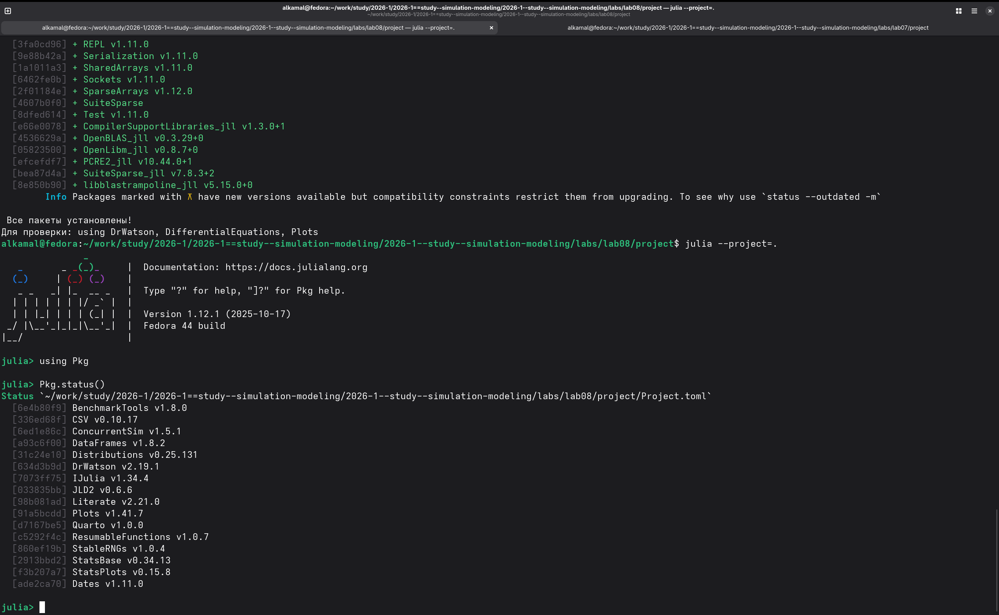 alkamal@fedora:~/work/study/2026-1/2026-1==study--simulation-modeling/2026-1--study--simulation-modeling/labs/lab08/project — julia --project=.
~/work/study/2026-1/2026-1==study--simulation-modeling/2026-1--study--simulation-modeling/labs/lab08/project
alkamal@fedora:~/work/study/2026-1/2026-1==study--simulation-modeling/2026-1--study--simulation-modeling/labs/lab08/project — julia --project=.
alkamal@fedora:~/work/study/2026-1/2026-1==study--simulation-modeling/2026-1--study--simulation-modeling/labs/lab07/project
[3fa0cd96] + REPL v1.11.0
[9e88b42a] + Serialization v1.11.0
[1a1011a3] + SharedArrays v1.11.0
[6462fe0b] + Sockets v1.11.0
[2f01184e] + SparseArrays v1.12.0
[4607b0f0] + SuiteSparse
[8dfed614] + Test v1.11.0
[e66e0078] + CompilerSupportLibraries_jll v1.3.0+1
[4536629a] + OpenBLAS_jll v0.3.29+0
[05823500] + OpenLibm_jll v0.8.7+0
[efcefdf7] + PCRE2_jll v10.44.0+1
[bea87d4a] + SuiteSparse_jll v7.8.3+2
[8e850b90] + libblastrampoline_jll v5.15.0+0
Info Packages marked with ⌅ have new versions available but compatibility constraints restrict them from upgrading. To see why use `status --outdated -m`
Все пакеты установлены!
Для проверки: using DrWatson, DifferentialEquations, Plots
alkamal@fedora:~/work/study/2026-1/2026-1==study--simulation-modeling/2026-1--study--simulation-modeling/labs/lab08/project$ julia --project=.
               _
   _       _ _(_)_     |  Documentation: https://docs.julialang.org
  (_)     | (_) (_)    |
   _ _   _| |_  __ _   |  Type "?" for help, "]?" for Pkg help.
  | | | | | | |/ _` |  |
  | | |_| | | | (_| |  |  Version 1.12.1 (2025-10-17)
 _/ |\__'_|_|_|\__'_|  |  Fedora 44 build
|__/                   |
julia> using Pkg
julia> Pkg.status()
Status `~/work/study/2026-1/2026-1==study--simulation-modeling/2026-1--study--simulation-modeling/labs/lab08/project/Project.toml`
[6e4b80f9] BenchmarkTools v1.8.0
[336ed68f] CSV v0.10.17
[6ed1e86c] ConcurrentSim v1.5.1
[a93c6f00] DataFrames v1.8.2
[31c24e10] Distributions v0.25.131
[634d3b9d] DrWatson v2.19.1
[7073ff75] IJulia v1.34.4
[033835bb] JLD2 v0.6.6
[98b081ad] Literate v2.21.0
[91a5bcdd] Plots v1.41.7
[d7167be5] Quarto v1.0.0
[c5292f4c] ResumableFunctions v1.0.7
[860ef19b] StableRNGs v1.0.4
[2913bbd2] StatsBase v0.34.13
[f3b207a7] StatsPlots v0.15.8
[ade2ca70] Dates v1.11.0
julia>